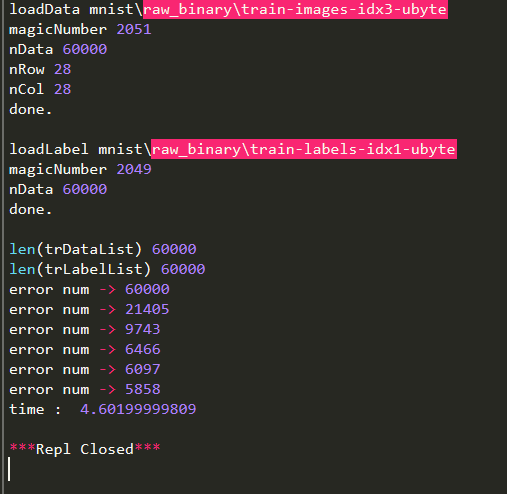 loadData mnist\raw_binary\train-images-idx3-ubyte
magicNumber 2051
nData 60000
nRow 28
nCol 28
done.
loadLabel mnist\raw_binary\train-labels-idx1-ubyte
magicNumber 2049
nData 60000
done.
len(trDataList) 60000
len(trLabelList) 60000
error num -> 60000
error num -> 21405
error num -> 9743
error num -> 6466
error num -> 6097
error num -> 5858
time :  4.60199999809
***Repl Closed***